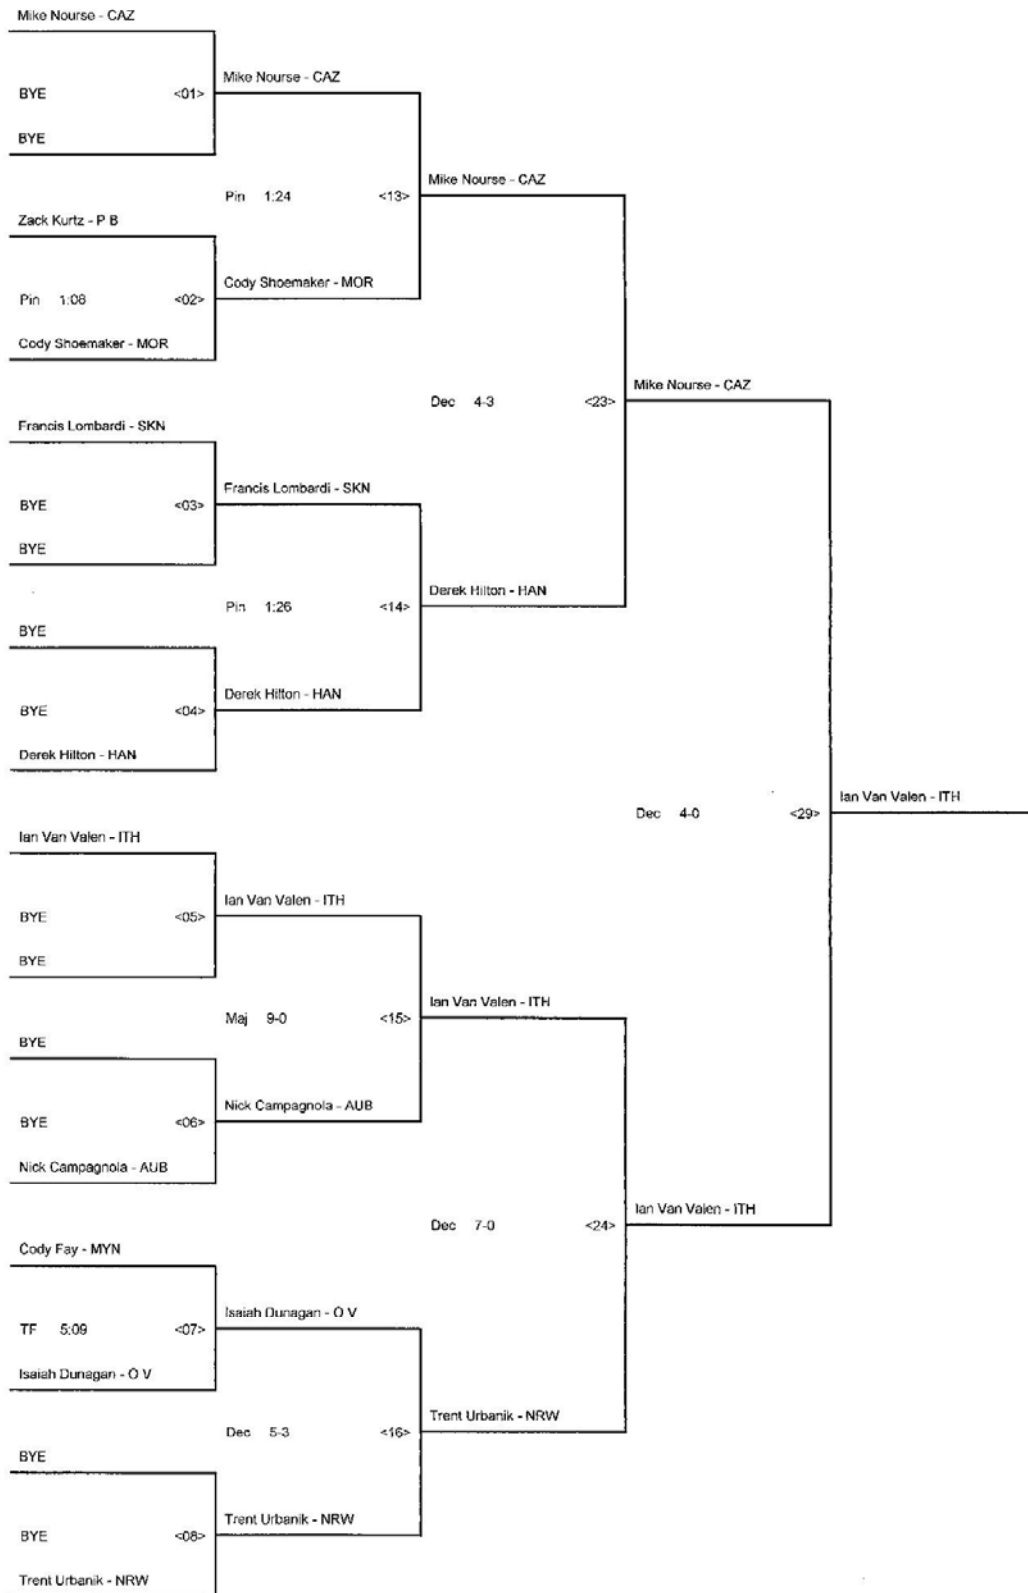 Mike Nourse - CAZ
Mike Nourse - CAZ
BYE <01>
BYE
Mike Nourse - CAZ
Pin 1:24 <13>
Zack Kurtz - P B
Cody Shoemaker - MOR
Pin 1:08 <02>
Cody Shoemaker - MOR
Mike Nourse - CAZ
Dec 4-3 <23>
Francis Lombardi - SKN
Francis Lombardi - SKN
BYE <03>
BYE
Derek Hilton - HAN
Pin 1:26 <14>
BYE
Derek Hilton - HAN
BYE <04>
Derek Hilton - HAN
Ian Van Valen - ITH
Dec 4-0 <29>
Ian Van Valen - ITH
Ian Van Valen - ITH
BYE <05>
BYE
Ian Van Valen - ITH
Maj 9-0 <15>
BYE
Nick Campagnola - AUB
BYE <06>
Nick Campagnola - AUB
Ian Van Valen - ITH
Dec 7-0 <24>
Cody Fay - MYN
Isaiah Dunagan - O V
TF 5:09 <07>
Isaiah Dunagan - O V
Trent Urbanik - NRW
Dec 5-3 <16>
BYE
Trent Urbanik - NRW
BYE <08>
Trent Urbanik - NRW